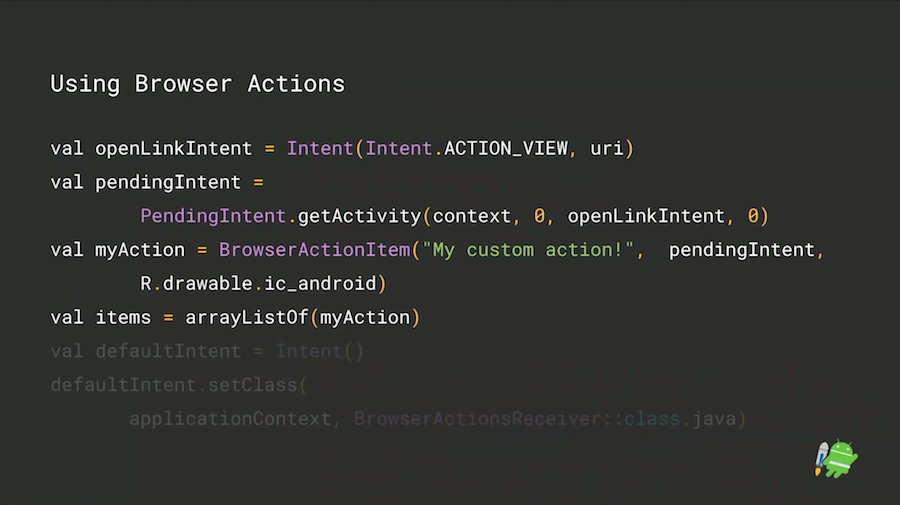 Using Browser Actions
val openLinkIntent = Intent(Intent.ACTION_VIEW, uri)
val pendingIntent =
PendingIntent.getActivity(context, 0, openLinkIntent, 0)
val myAction = BrowserActionItem("My custom action!", pendingIntent,
R.drawable.ic_android)
val items = arrayListOf(myAction)
val defaultIntent = Intent()
defaultIntent.setClass(
applicationContext, BrowserActionsReceiver::class.java)